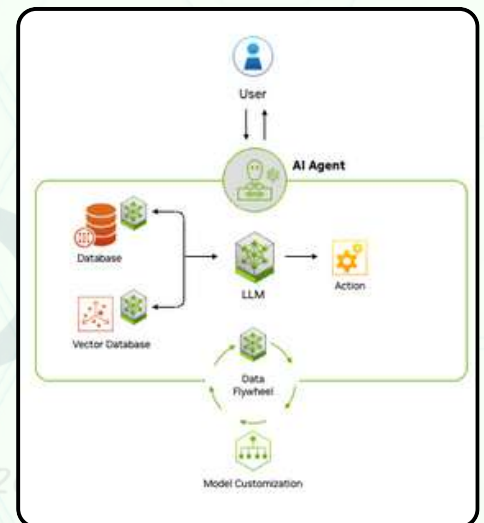 User
AI Agent
Database
LLM
Action
Vector Database
Data
Flywheel
Model Customization